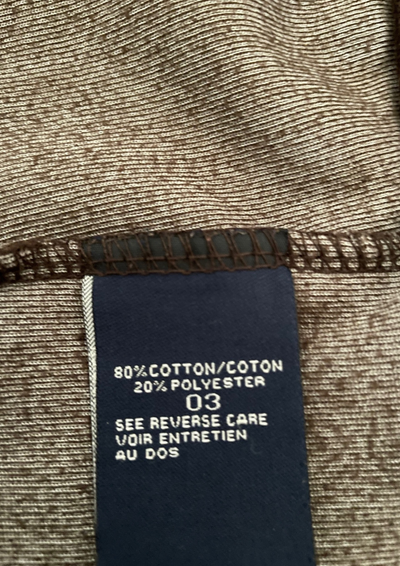 80% COTTON/COTON
20% POLYESTER
03
SEE REVERSE CARE
VOIR ENTRETIEN
AU DOS